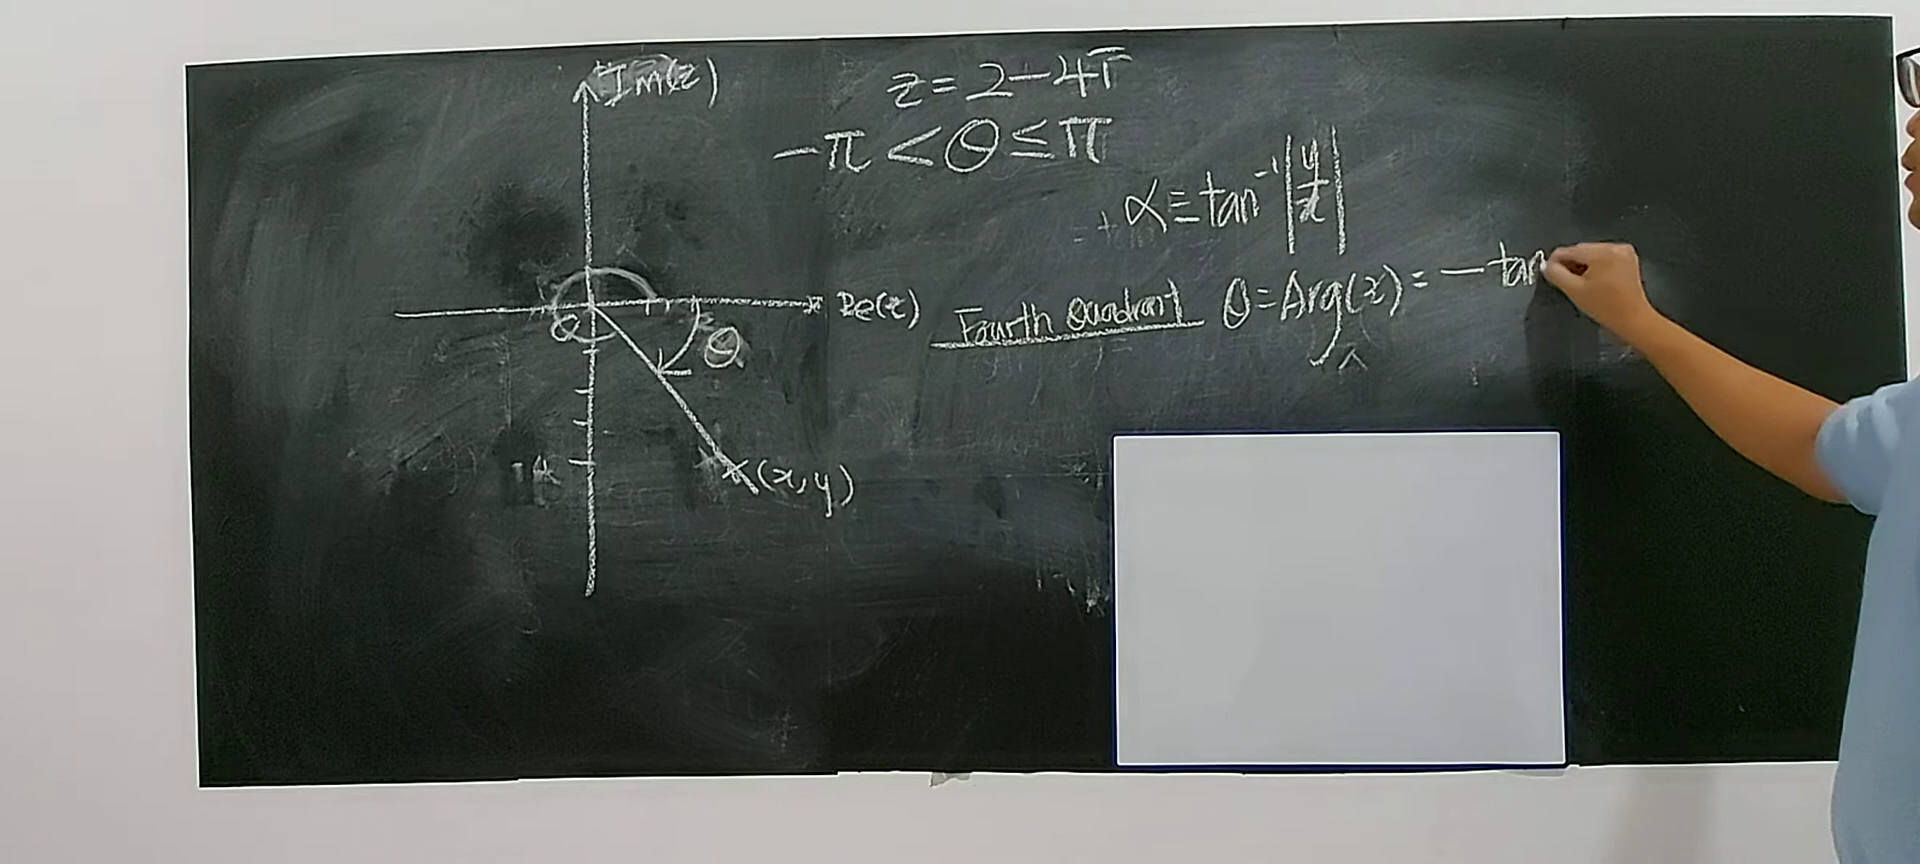 Im(z)
z = 2 - 4i
-π < θ ≤ π
α ≡ tan⁻¹ |y/x|
Re(z)
Fourth Quadrant θ = Arg(z) = - tan
θ
(x, y)